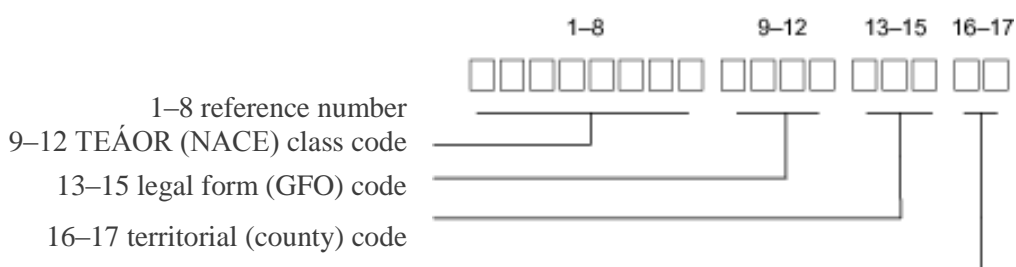 1–8 9–12 13–15 16–17
1–8 reference number
9–12 TEÁOR (NACE) class code
13–15 legal form (GFO) code
16–17 territorial (county) code